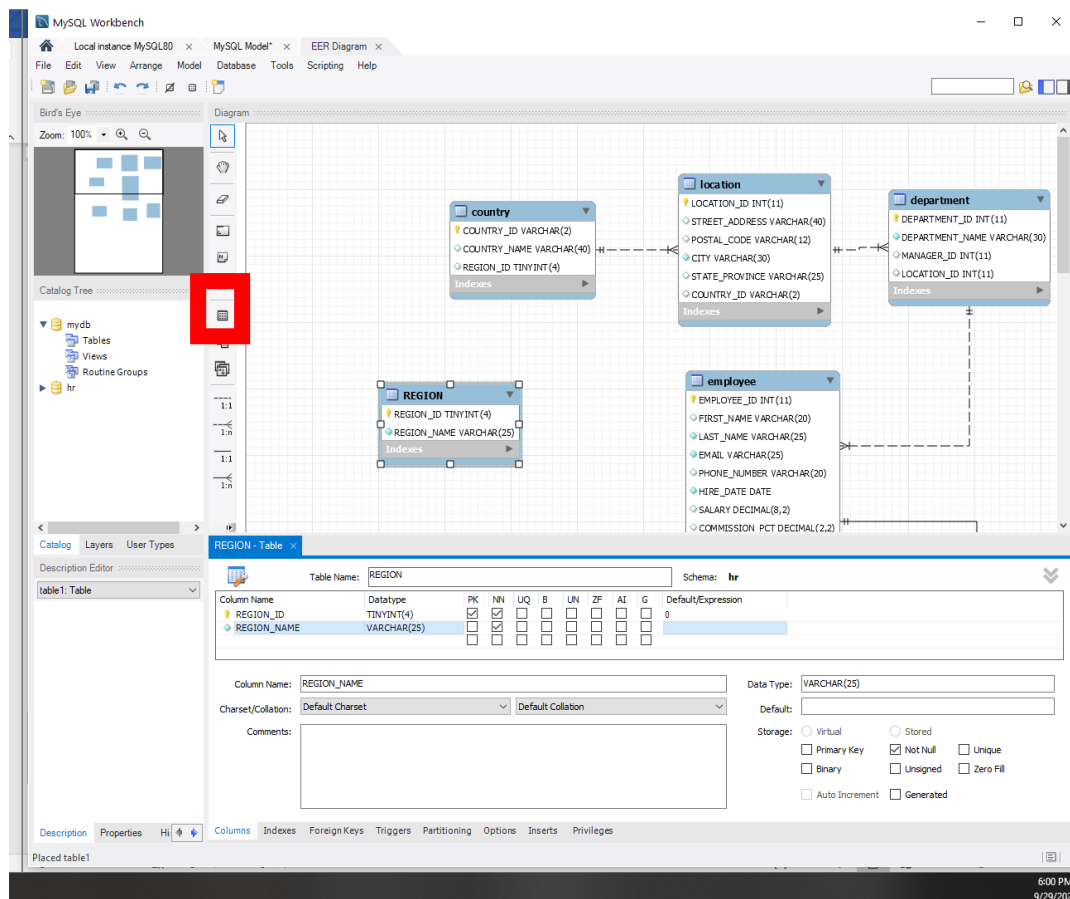 MySQL Workbench
Local instance MySQL80 MySQL Model* EER Diagram
File Edit View Arrange Model Database Tools Scripting Help
Bird's Eye
Zoom: 100%
Diagram
country
COUNTRY_ID VARCHAR(2)
COUNTRY_NAME VARCHAR(40)
REGION_ID TINYINT(4)
Indexes
location
LOCATION_ID INT(11)
STREET_ADDRESS VARCHAR(40)
POSTAL_CODE VARCHAR(12)
CITY VARCHAR(30)
STATE_PROVINCE VARCHAR(25)
COUNTRY_ID VARCHAR(2)
Indexes
department
DEPARTMENT_ID INT(11)
DEPARTMENT_NAME VARCHAR(30)
MANAGER_ID INT(11)
LOCATION_ID INT(11)
Indexes
Catalog Tree
mydb
Tables
Views
Routine Groups
hr
1:1
1:n
1:1
1:n
REGION
REGION_ID TINYINT(4)
REGION_NAME VARCHAR(25)
Indexes
employee
EMPLOYEE_ID INT(11)
FIRST_NAME VARCHAR(20)
LAST_NAME VARCHAR(25)
EMAIL VARCHAR(25)
PHONE_NUMBER VARCHAR(20)
HIRE_DATE DATE
SALARY DECIMAL(8,2)
COMMISSION_PCT DECIMAL(2,2)
Catalog Layers User Types
Description Editor
table1: Table
REGION - Table
Table Name: REGION Schema: hr
Column Name Datatype PK NN UQ B UN ZF AI G Default/Expression
REGION_ID TINYINT(4) 0
REGION_NAME VARCHAR(25)
Column Name: REGION_NAME Data Type: VARCHAR(25)
Charset/Collation: Default Charset Default Collation Default:
Comments: Storage: Virtual Stored
Primary Key Not Null Unique
Binary Unsigned Zero Fill
Auto Increment Generated
Description Properties Hi
Columns Indexes Foreign Keys Triggers Partitioning Options Inserts Privileges
Placed table1
6:00 PM